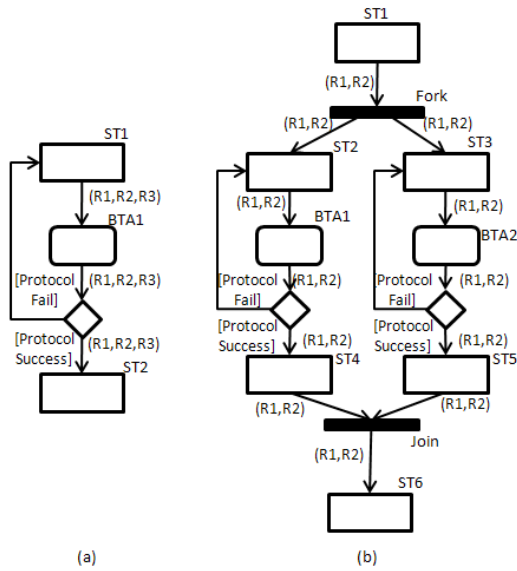 ST1
(R1,R2)
Fork
(R1,R2) (R1,R2)
ST1 ST2 ST3
(R1,R2,R3) (R1,R2) (R1,R2)
BTA1 BTA1 BTA2
(R1,R2,R3) (R1,R2) (R1,R2)
[Protocol Fail] [Protocol Fail] [Protocol Fail]
[Protocol Success] [Protocol Success] [Protocol Success]
(R1,R2,R3) (R1,R2) (R1,R2)
ST2 ST4 ST5
(R1,R2) (R1,R2)
Join
(R1,R2)
ST6
(a) (b)